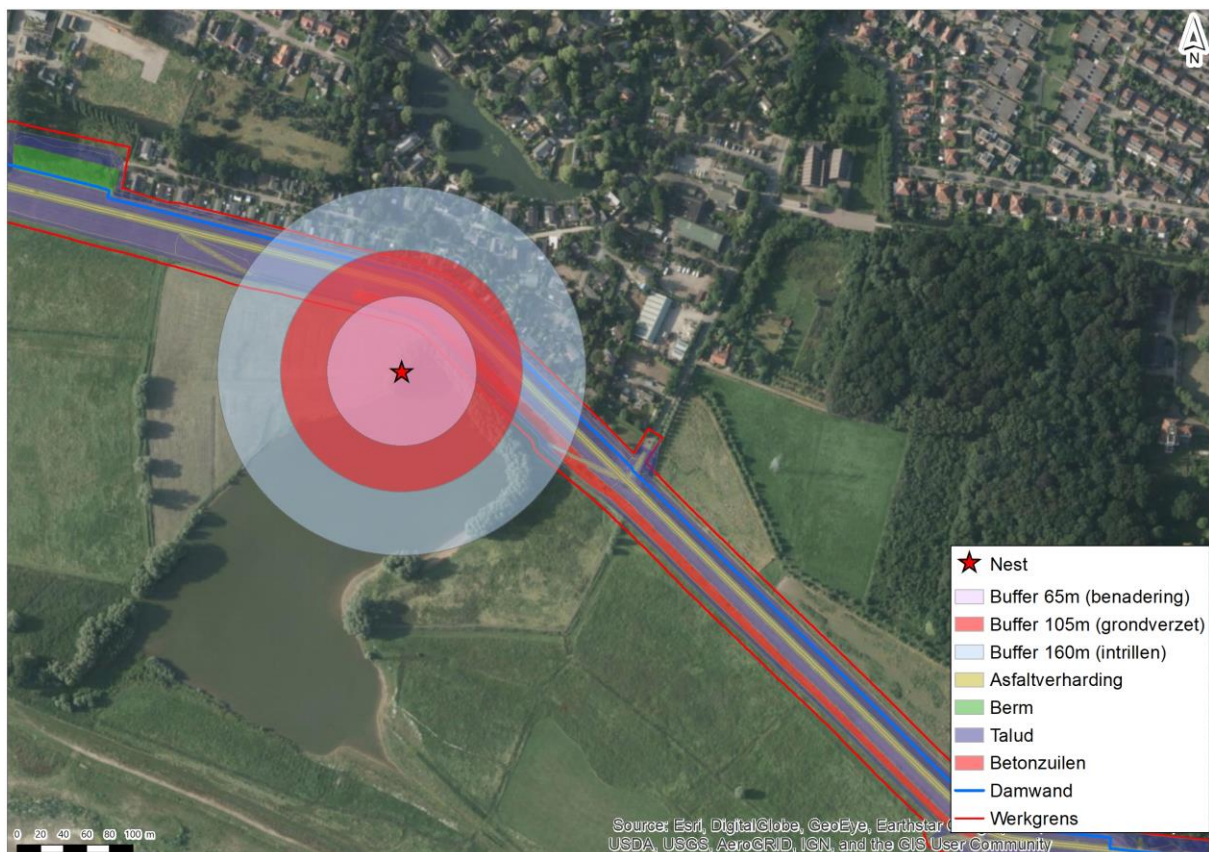 N
Nest
Buffer 65m (benadering)
Buffer 105m (grondverzet)
Buffer 160m (intrillen)
Asfaltverharding
Berm
Talud
Betonzuilen
Damwand
Werkgrens
0 20 40 60 80 100 m
Source: Esri, DigitalGlobe, GeoEye, Earthstar
USDA, USGS, AeroGRID, IGN, and the GIS User Community